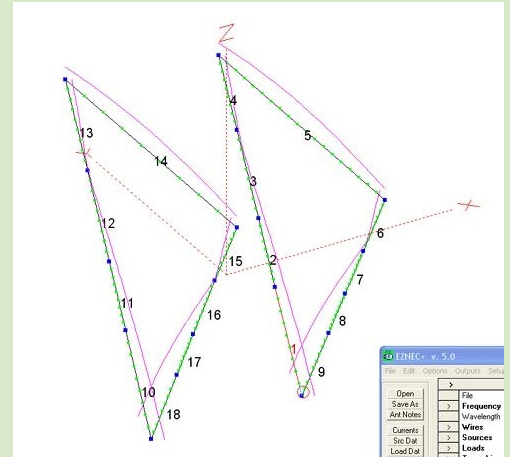 Z
4
13
5
Y
14
3
X
12
6
15
2
7
11
16
8
1
17
9
10
18
EZNEC+ v. 5.0
File Edit Options Outputs Setup
Open
Save As
Ant Notes
Currents
Src Dat
Load Dat
>
File
> Frequency
Wavelength
> Wires
> Sources
> Loads